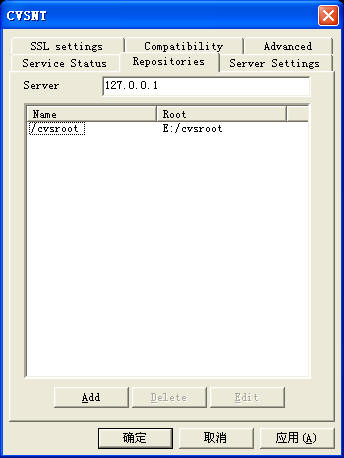 CVSNT
SSL settings Compatibility Advanced
Service Status Repositories Server Settings
Server 127.0.0.1
Name Root
/cvsroot E:/cvsroot
Add Delete Edit
确定 取消 应用(A)